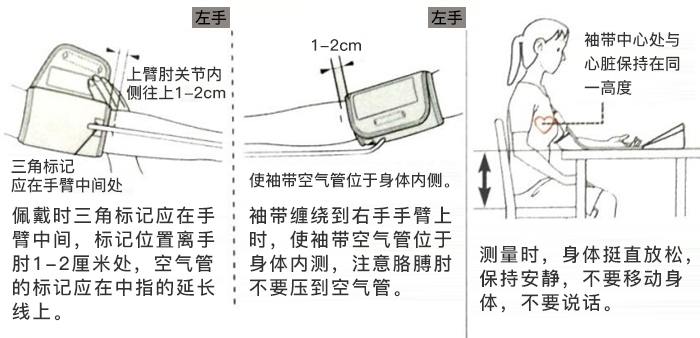 左手
上臂肘关节内
侧往上1-2cm
三角标记
应在手臂中间处
佩戴时三角标记应在手
臂中间，标记位置离手
肘1-2厘米处，空气管
的标记应在中指的延长
线上。
左手
1-2cm
使袖带空气管位于身体内侧。
袖带缠绕到右手手臂上
时，使袖带空气管位于
身体内测，注意胳膊肘
不要压到空气管。
袖带中心处与
心脏保持在同
一高度
测量时，身体挺直放松，
保持安静，不要移动身
体，不要说话。